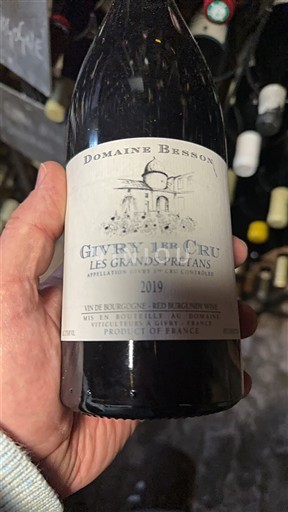 DOMAINE BESSON
GIVRY 1ER CRU
LES GRANDS PRETANS
APPELLATION GIVRY 1ER CRU CONTRÔLÉE
2019
VIN DE BOURGOGNE - RED BURGUNDY WINE
MIS EN BOUTEILLE AU DOMAINE
VITICULTEURS A GIVRY - FRANCE
PRODUCT OF FRANCE